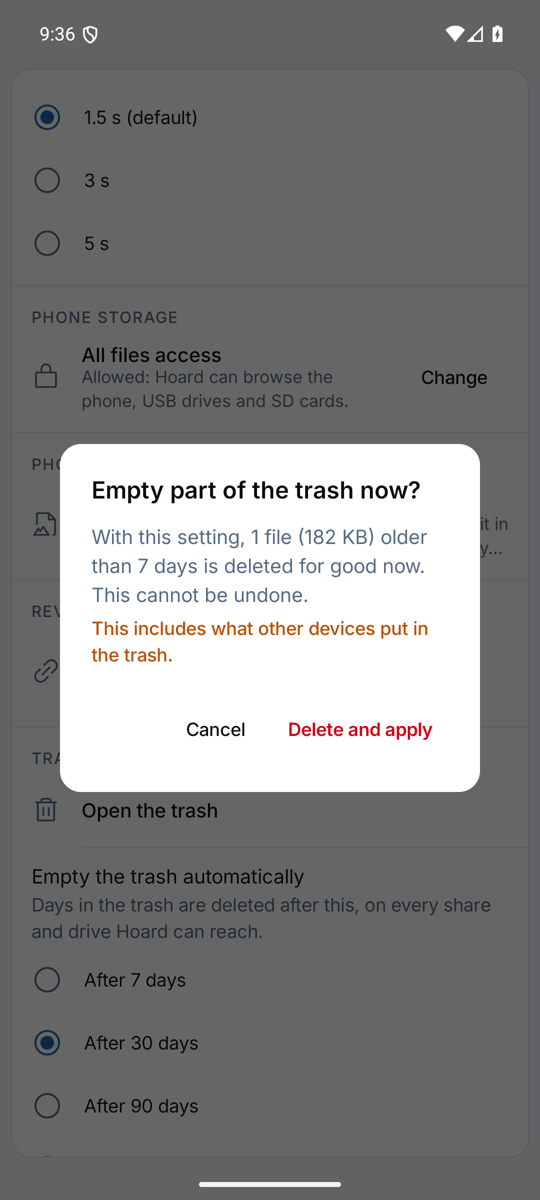 9:36
1.5 s (default)
3 s
5 s
PHONE STORAGE
All files access
Allowed: Hoard can browse the
phone, USB drives and SD cards.
Change
Empty part of the trash now?
With this setting, 1 file (182 KB) older
than 7 days is deleted for good now.
This cannot be undone.
This includes what other devices put in
the trash.
Cancel
Delete and apply
it in
Open the trash
Empty the trash automatically
Days in the trash are deleted after this, on every share
and drive Hoard can reach.
After 7 days
After 30 days
After 90 days